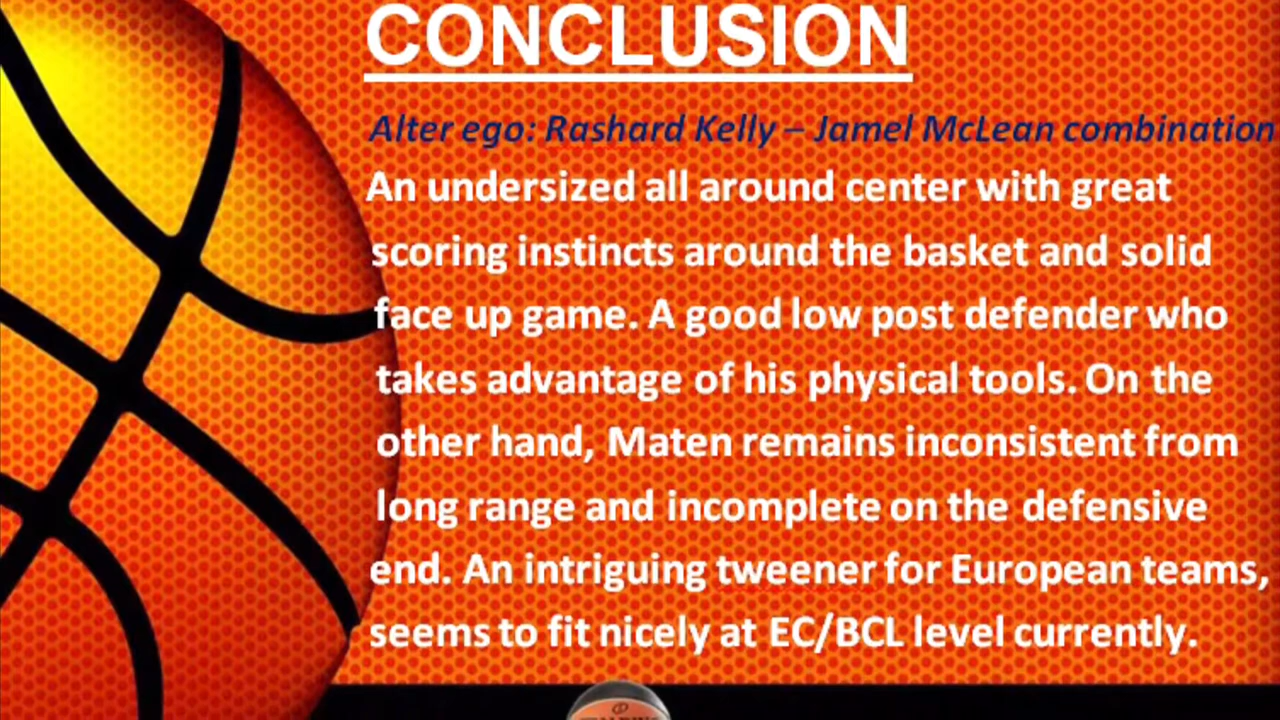 CONCLUSION
Alter ego: Rashard Kelly – Jamel McLean combination
An undersized all around center with great
scoring instincts around the basket and solid
face up game. A good low post defender who
takes advantage of his physical tools. On the
other hand, Maten remains inconsistent from
long range and incomplete on the defensive
end. An intriguing tweener for European teams,
seems to fit nicely at EC/BCL level currently.